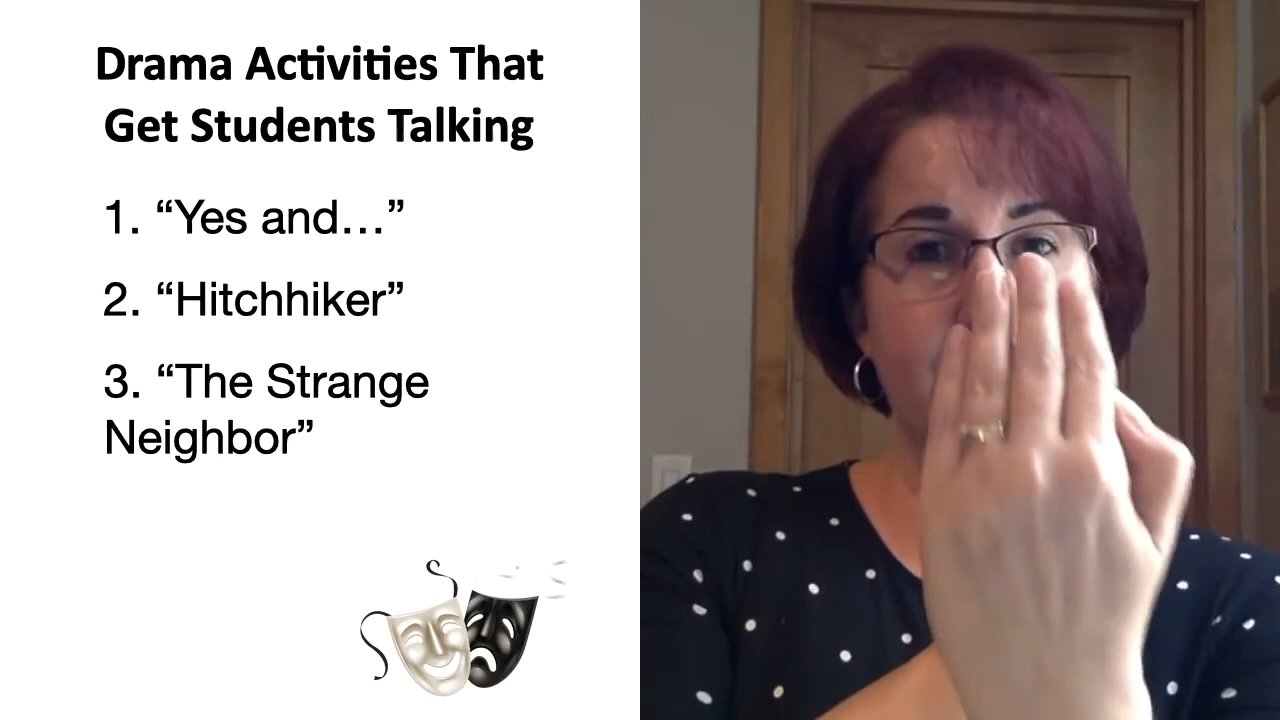 Drama Activities That
Get Students Talking
1. “Yes and…”
2. “Hitchhiker”
3. “The Strange
Neighbor”